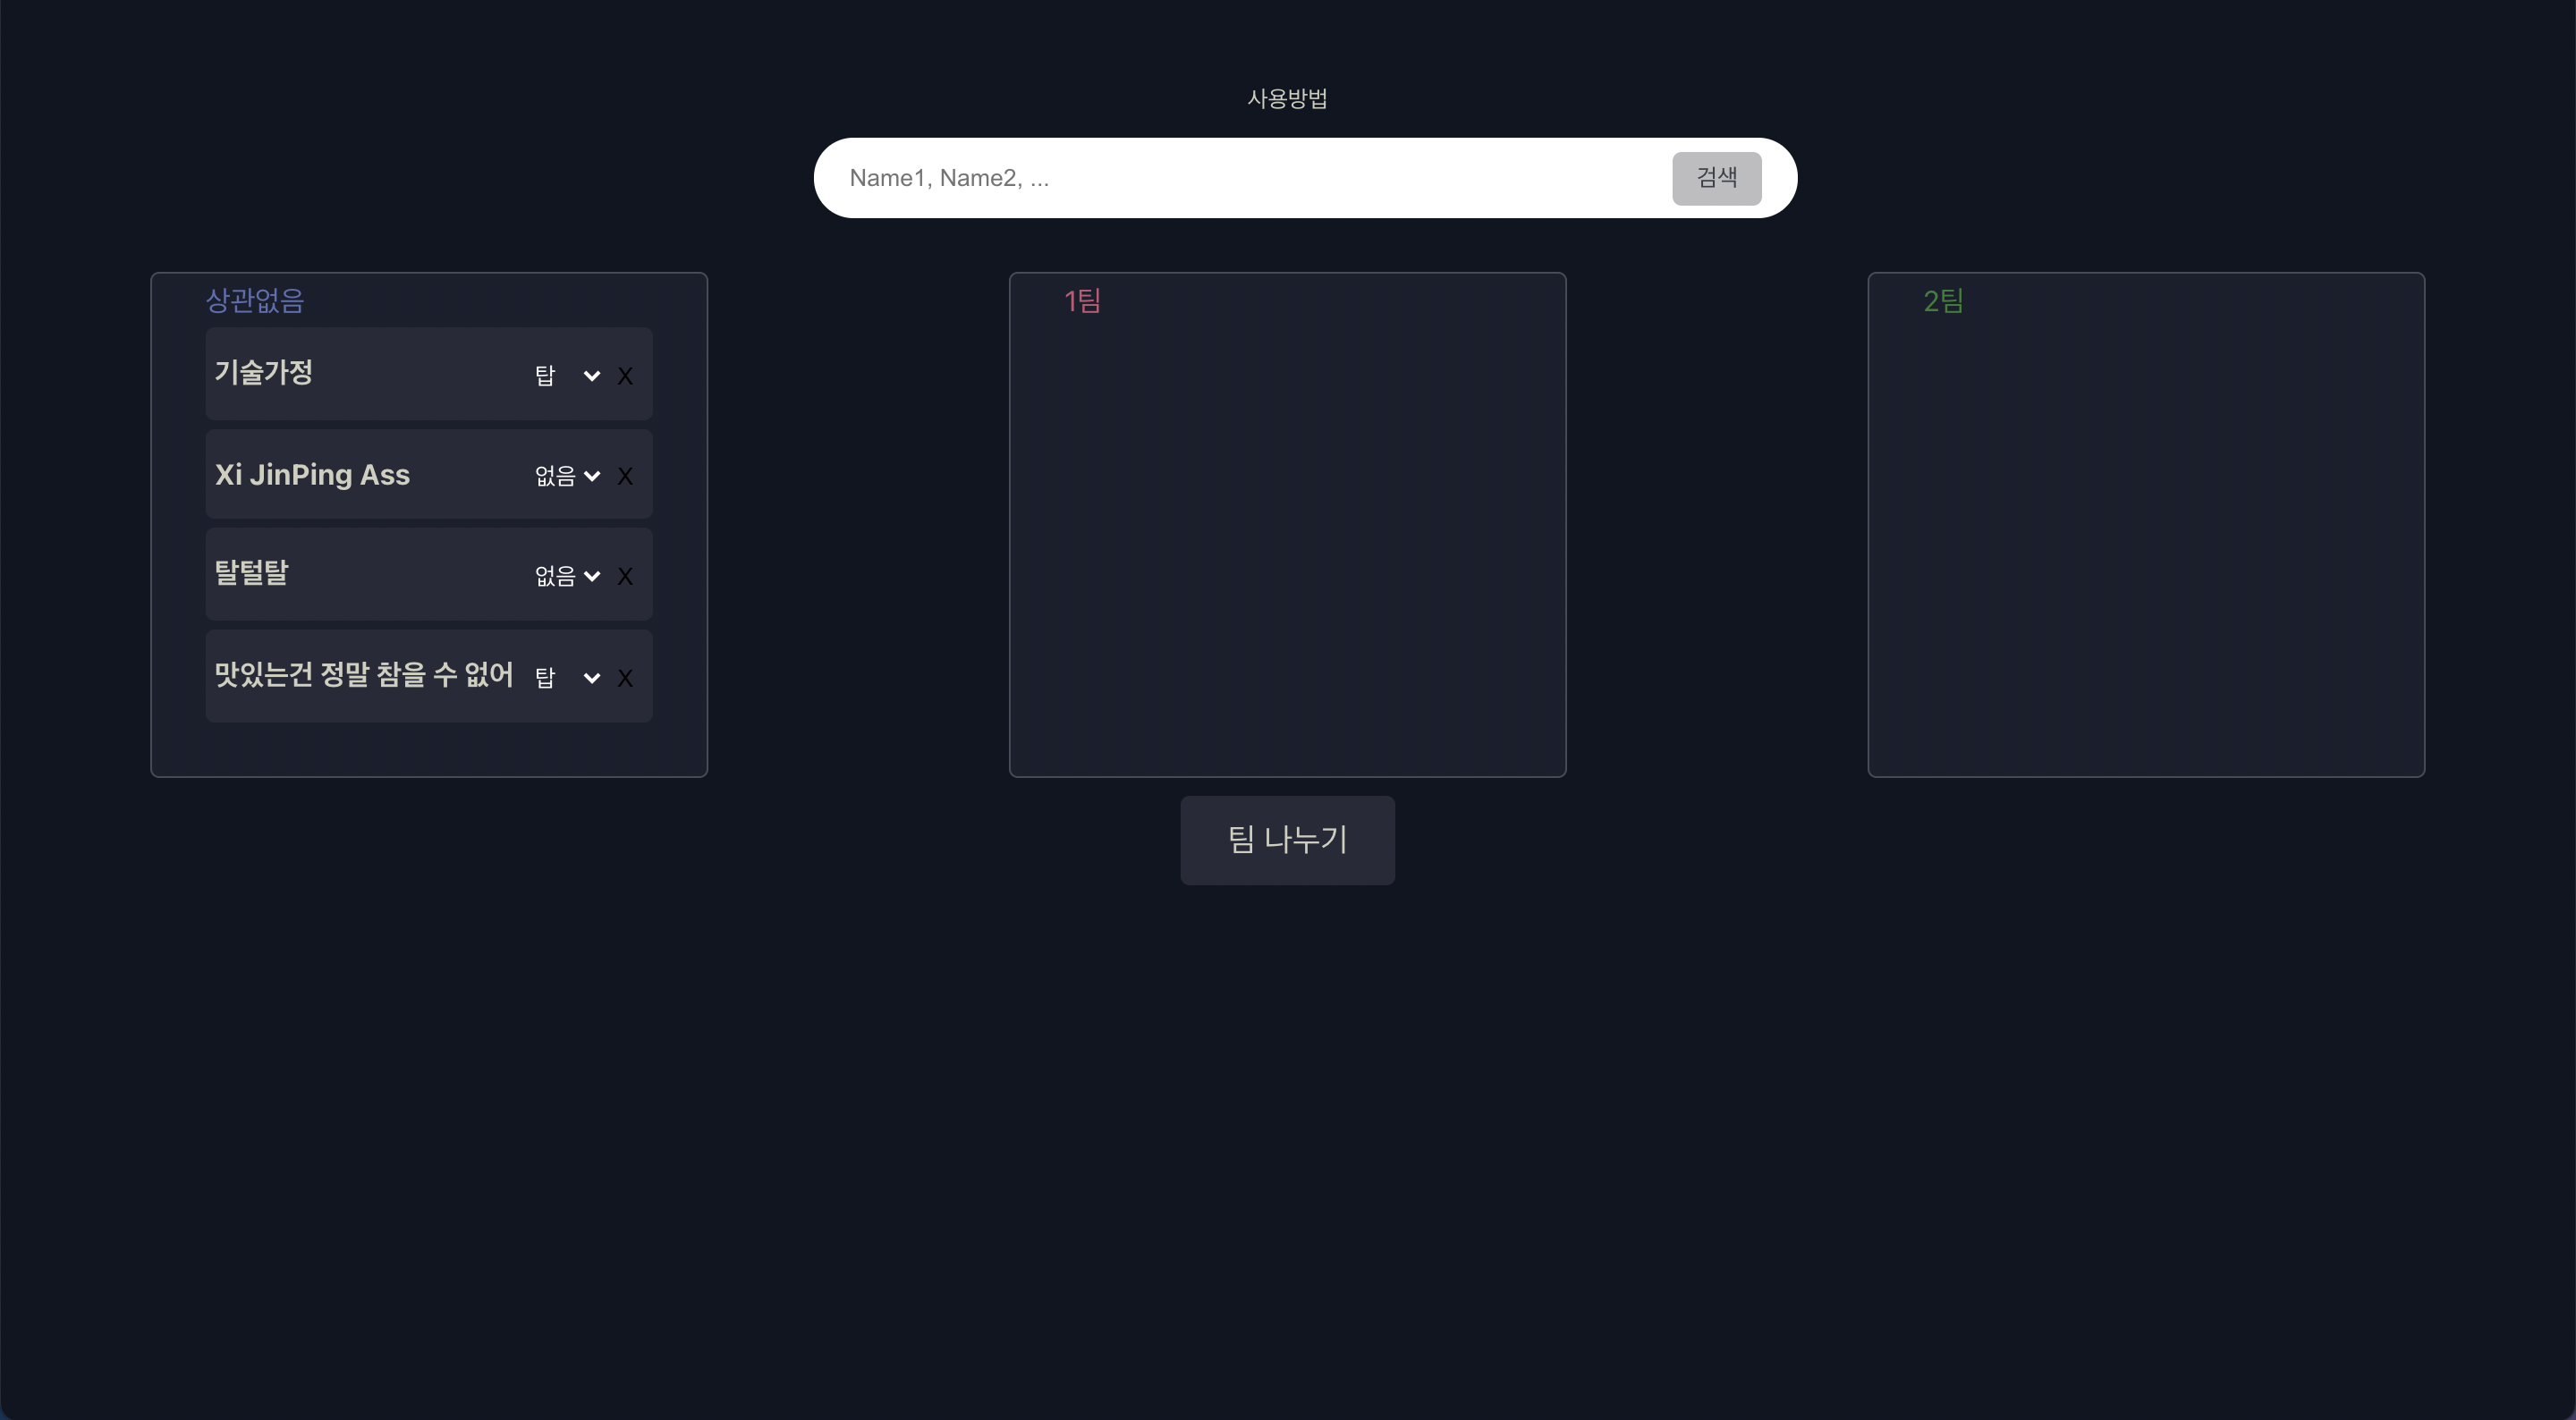 사용방법
Name1, Name2, ...
검색
상관없음
기술가정 탑 X
Xi JinPing Ass 없음 X
탈털탈 없음 X
맛있는건 정말 참을 수 없어 탑 X
1팀
2팀
팀 나누기